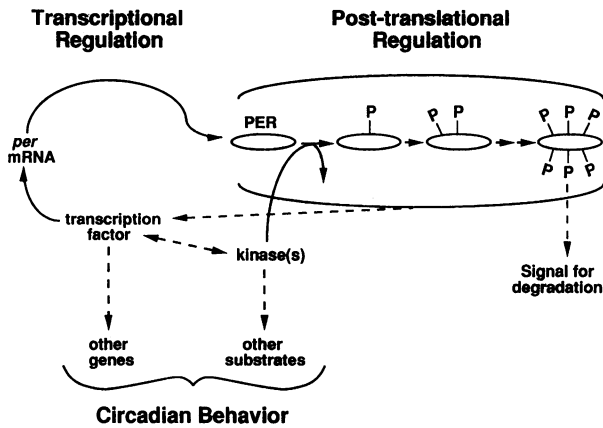 Transcriptional
Regulation
Post-translational
Regulation
PER
P
P P
P P P
P P P
per
mRNA
transcription
factor
kinase(s)
Signal for
degradation
other
genes
other
substrates
Circadian Behavior